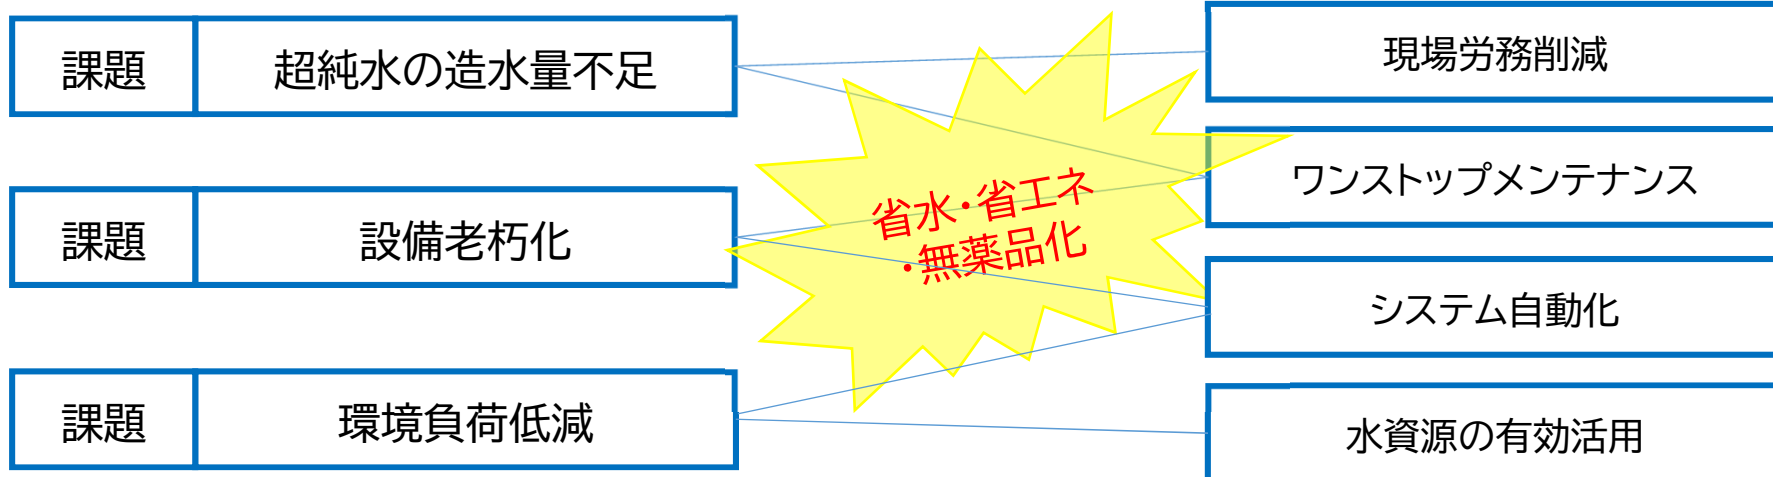 課題 超純水の造水量不足
課題 設備老朽化
課題 環境負荷低減
省水・省エネ
・無薬品化
現場労務削減
ワンストップメンテナンス
システム自動化
水資源の有効活用